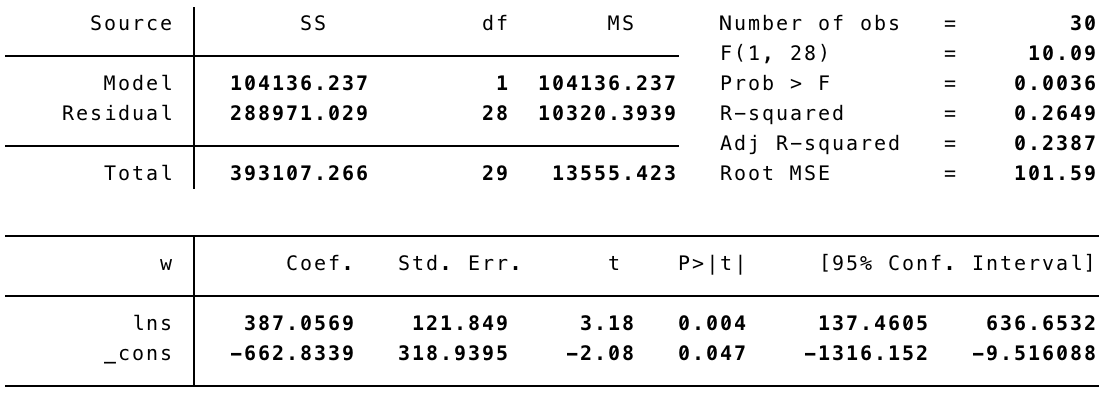 Source SS df MS Number of obs = 30
F(1, 28) = 10.09
Model 104136.237 1 104136.237 Prob > F = 0.0036
Residual 288971.029 28 10320.3939 R-squared = 0.2649
Adj R-squared = 0.2387
Total 393107.266 29 13555.423 Root MSE = 101.59
w Coef. Std. Err. t P>|t| [95% Conf. Interval]
lns 387.0569 121.849 3.18 0.004 137.4605 636.6532
_cons -662.8339 318.9395 -2.08 0.047 -1316.152 -9.516088